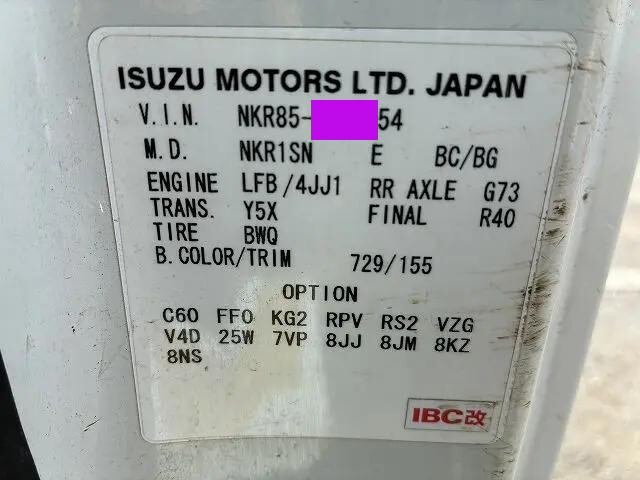 ISUZU MOTORS LTD. JAPAN
V.I.N. NKR85- 54
M.D. NKR1SN E BC/BG
ENGINE LFB/4JJ1 RR AXLE G73
TRANS. Y5X FINAL R40
TIRE BWQ
B.COLOR/TRIM 729/155
OPTION
C60 FFO KG2 RPV RS2 VZG
V4D 25W 7VP 8JJ 8JM 8KZ
8NS
IBC改